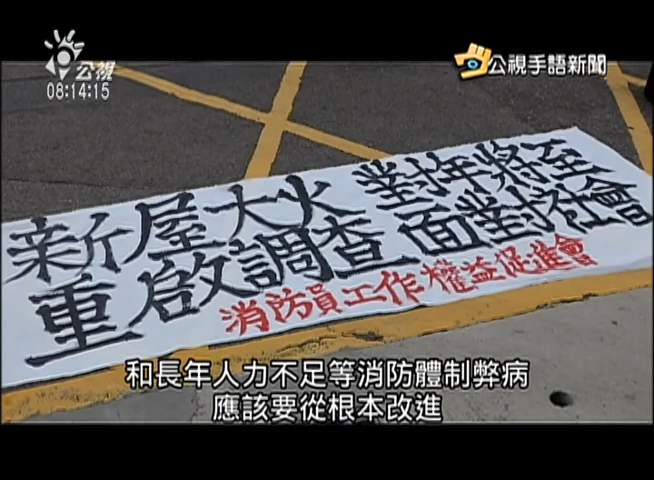 公視
08:14:15
公視手語新聞
新屋大火 對年將至
重啟調查 面對社會
消防員工作權益促進會
和長年人力不足等消防體制弊病
應該要從根本改進